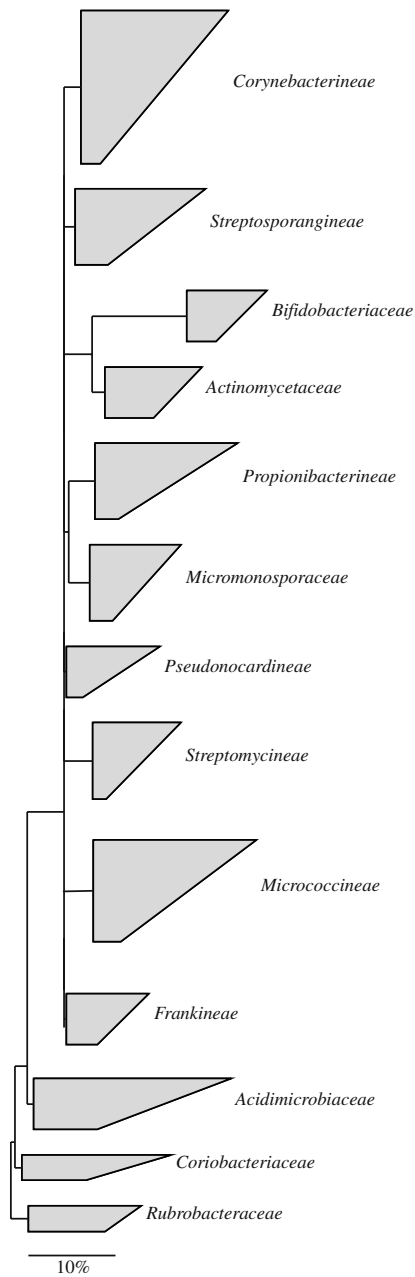 Corynebacterineae
Streptosporangineae
Bifidobacteriaceae
Actinomycetaceae
Propionibacterineae
Micromonosporaceae
Pseudonocardineae
Streptomycineae
Micrococcineae
Frankineae
Acidimicrobiaceae
Coriobacteriaceae
Rubrobacteraceae
10%